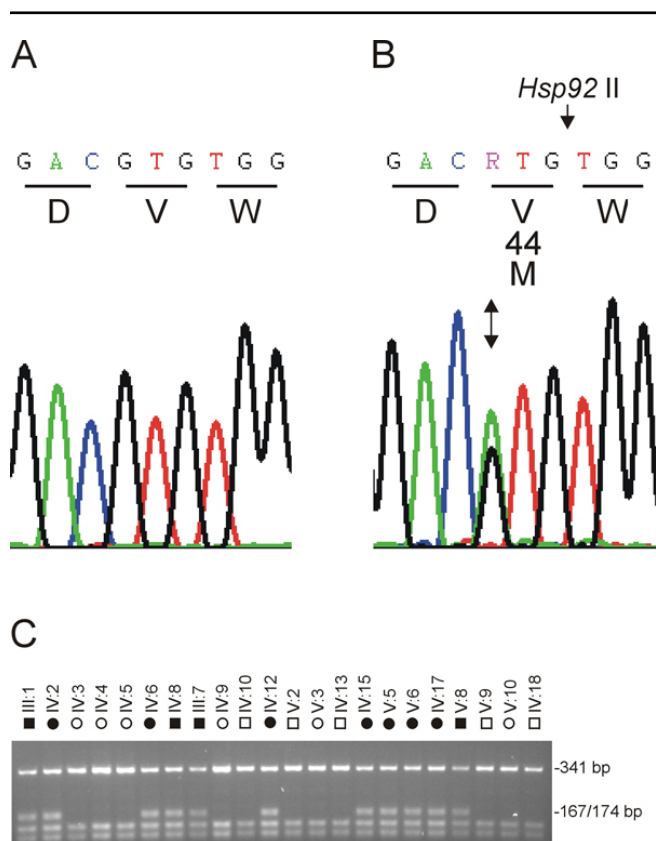 A
B
Hsp92 II
G A C G T G T G G
D V W
G A C R T G T G G
D V W
44
M
C
■ III:1
● IV:2
○ IV:3
○ IV:4
○ IV:5
● IV:6
■ IV:8
■ III:7
○ IV:9
□ IV:10
● IV:12
□ V:2
○ V:3
□ IV:13
● IV:15
● V:5
● V:6
● IV:17
■ V:8
□ V:9
○ V:10
□ IV:18
-341 bp
-167/174 bp